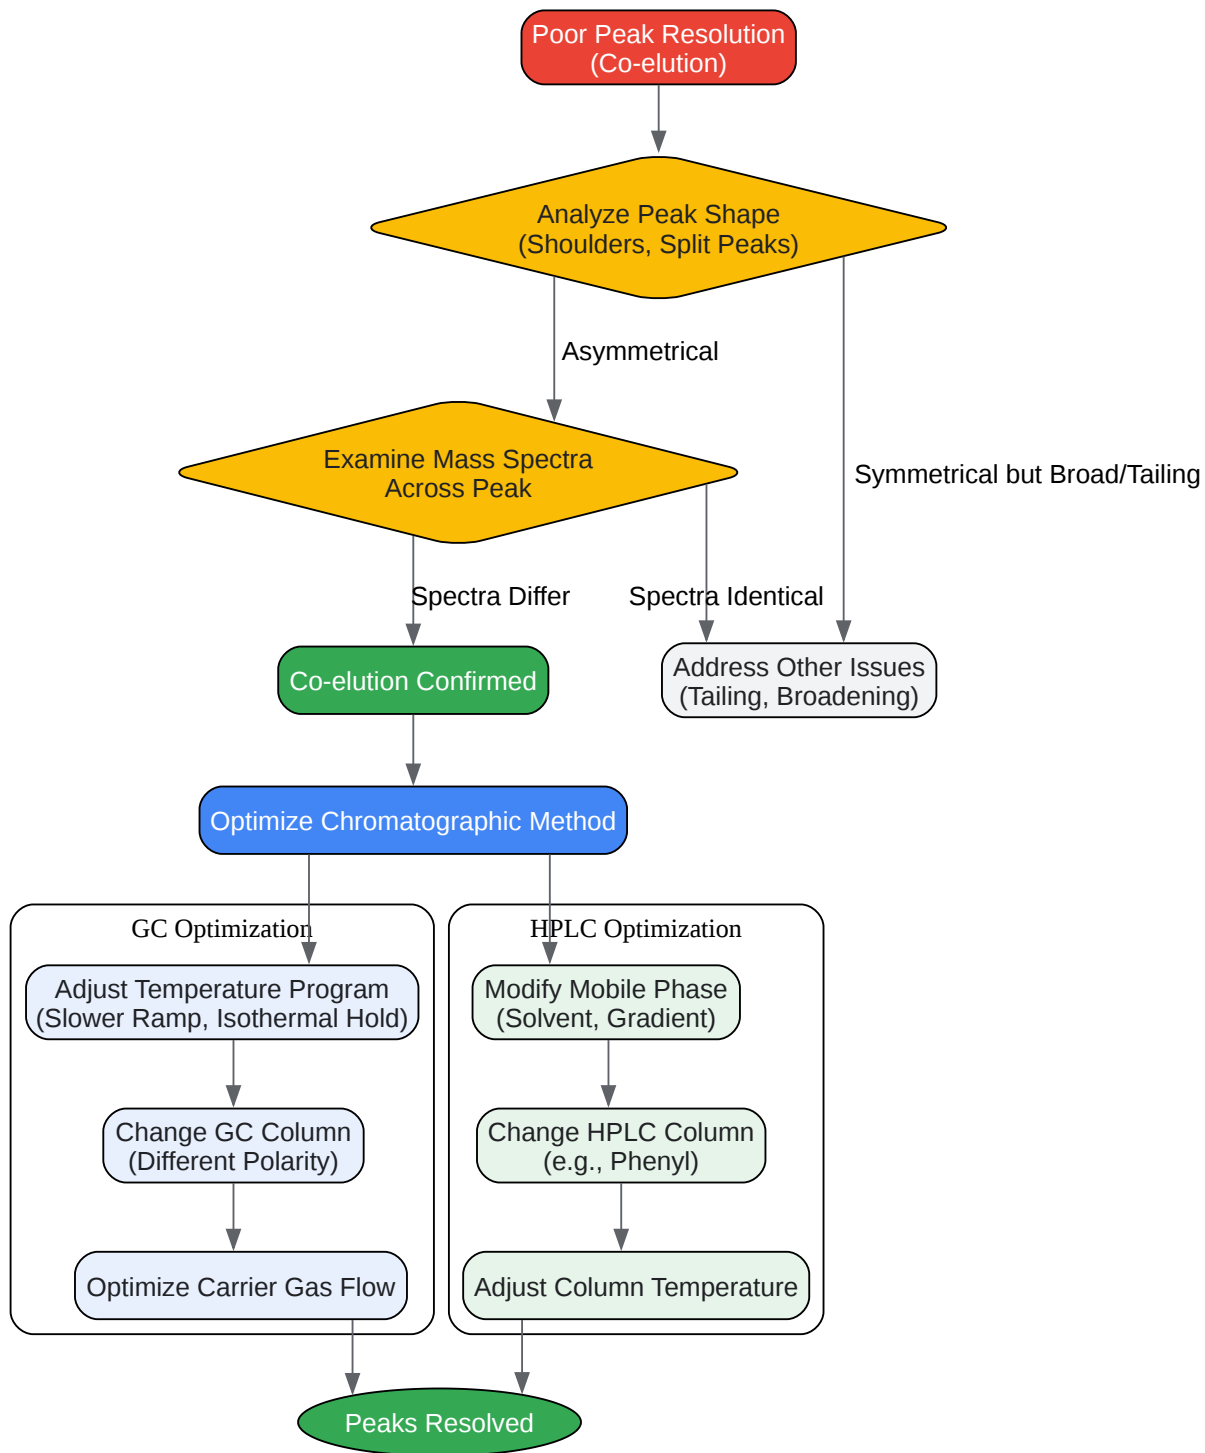 Poor Peak Resolution
(Co-elution)
Analyze Peak Shape
(Shoulders, Split Peaks)
Asymmetrical
Examine Mass Spectra
Across Peak
Symmetrical but Broad/Tailing
Spectra Differ
Spectra Identical
Co-elution Confirmed
Address Other Issues
(Tailing, Broadening)
Optimize Chromatographic Method
GC Optimization
Adjust Temperature Program
(Slower Ramp, Isothermal Hold)
Change GC Column
(Different Polarity)
Optimize Carrier Gas Flow
HPLC Optimization
Modify Mobile Phase
(Solvent, Gradient)
Change HPLC Column
(e.g., Phenyl)
Adjust Column Temperature
Peaks Resolved